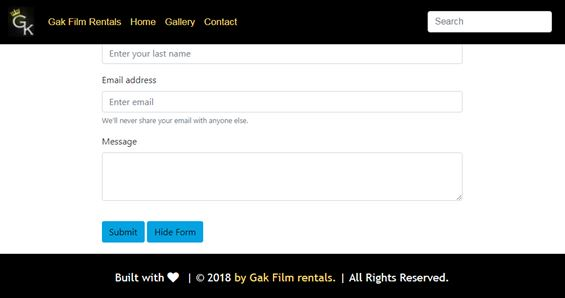 GK Gak Film Rentals Home Gallery Contact Search
Enter your last name
Email address
Enter email
We'll never share your email with anyone else.
Message
Submit Hide Form
Built with | © 2018 by Gak Film rentals. | All Rights Reserved.